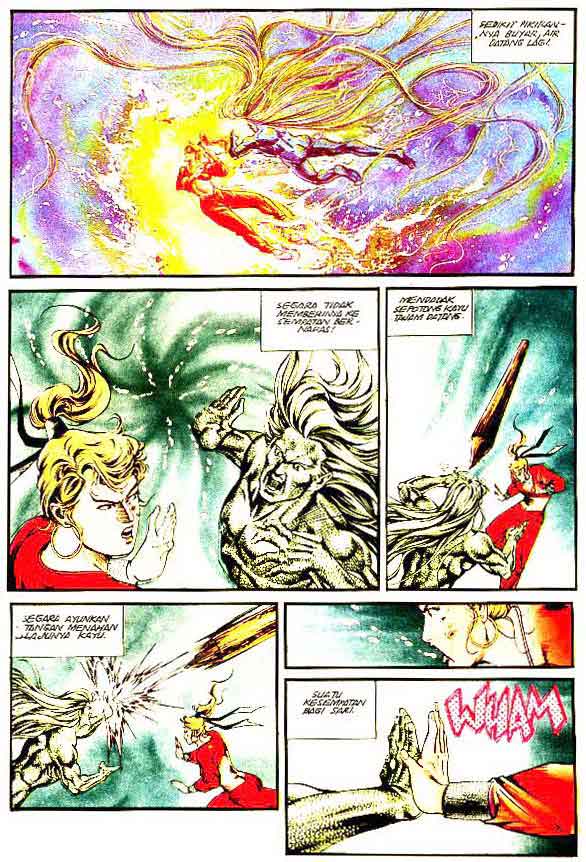 SEDIKIT PIKIRAN-
NYA BUYAR, AIR
DATANG LAGI.
SEGARA TIDAK
MEMBERINYA KE
SEMPATAN BER-
NAPAS!
MENDADAK
SEPOTONG KAYU
TAJAM DATANG.
SEGARA AYUNKAN
TANGAN MENAHAN
LAJUNYA KAYU.
SUATU
KESEMPATAN
BAGI SARI.
WHAM